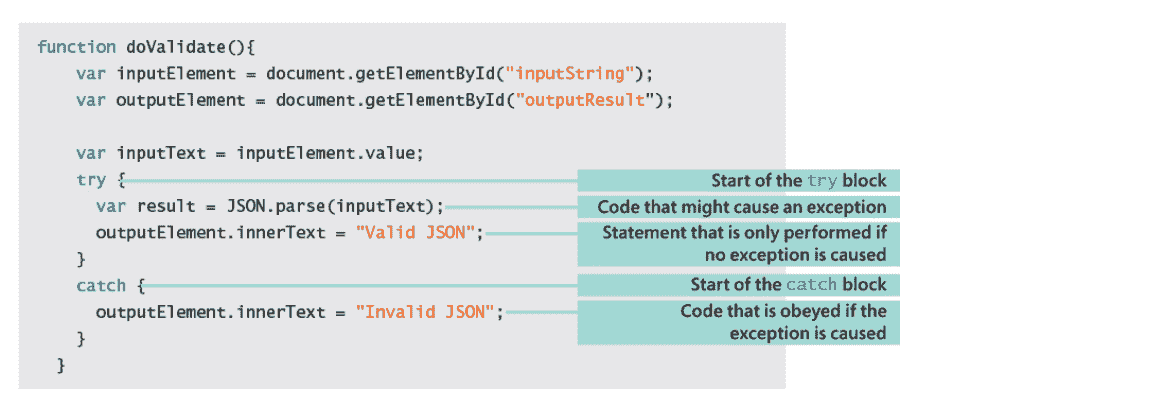 function doValidate(){
var inputElement = document.getElementById("inputString");
var outputElement = document.getElementById("outputResult");
var inputText = inputElement.value;
try {
Start of the try block
var result = JSON.parse(inputText);
Code that might cause an exception
outputElement.innerText = "Valid JSON";
Statement that is only performed if
no exception is caused
}
catch {
Start of the catch block
outputElement.innerText = "Invalid JSON";
Code that is obeyed if the
exception is caused
}
}